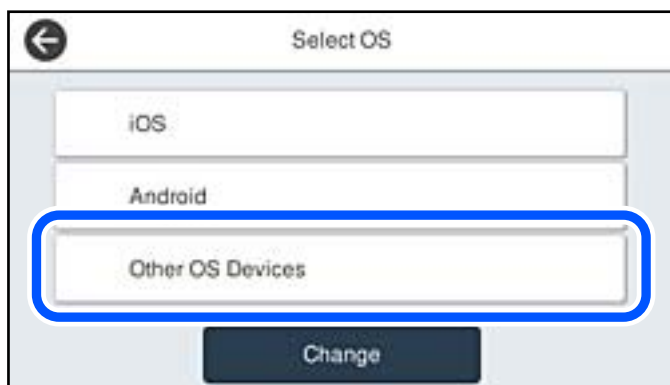 Select OS
iOS
Android
Other OS Devices
Change